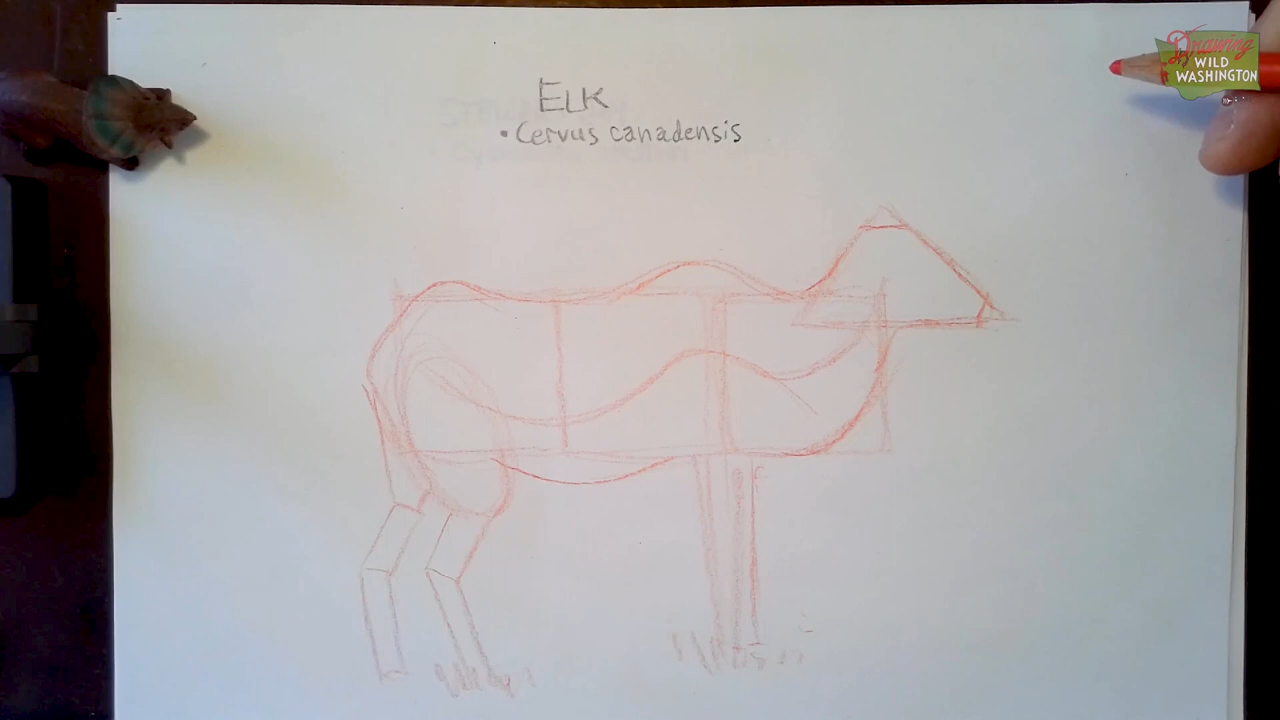 ELK
• Cervus canadensis
Drawing
WILD
WASHINGTON